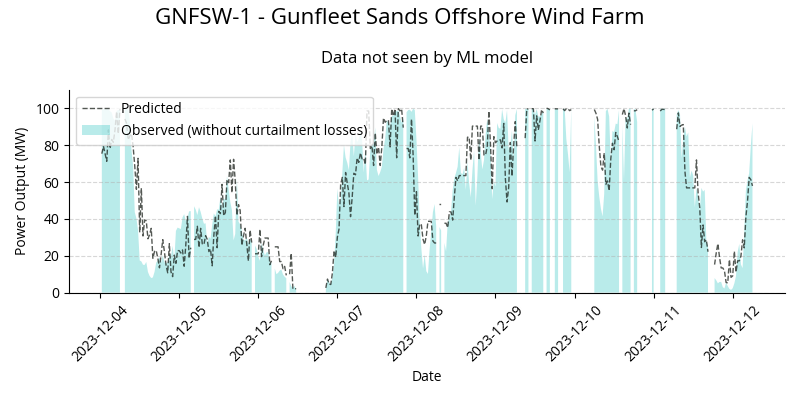 GNFSW-1 - Gunfleet Sands Offshore Wind Farm
Data not seen by ML model
Predicted
Observed (without curtailment losses)
Power Output (MW)
100
80
60
40
20
0
2023-12-04
2023-12-05
2023-12-06
2023-12-07
2023-12-08
2023-12-09
2023-12-10
2023-12-11
2023-12-12
Date